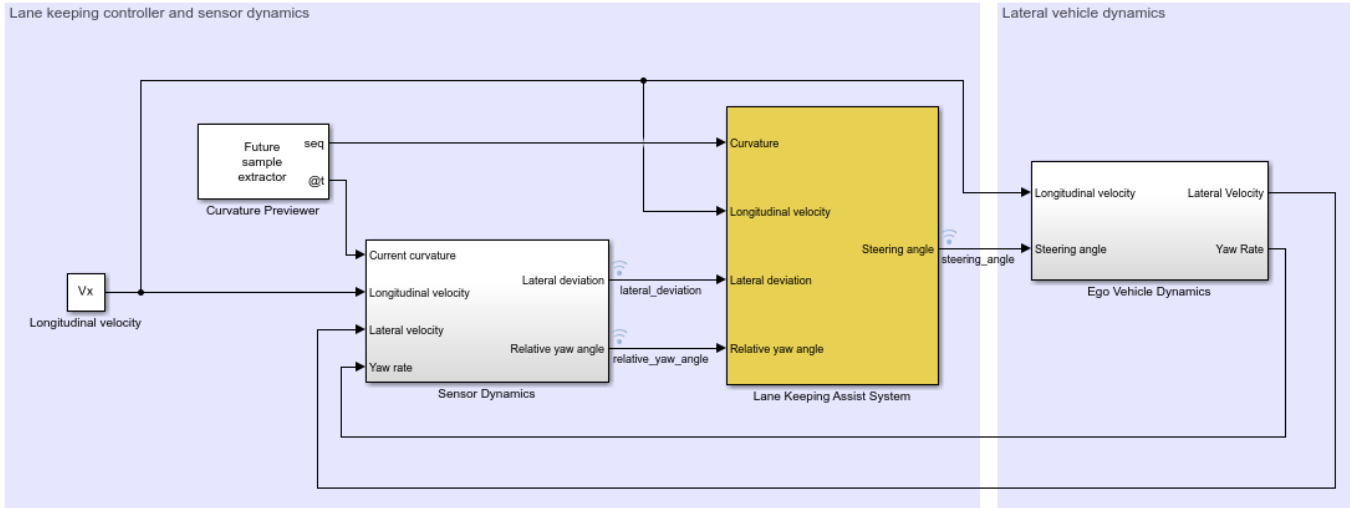 Lane keeping controller and sensor dynamics
Lateral vehicle dynamics
Future
sample
extractor
seq
@t
Curvature Previewer
Vx
Longitudinal velocity
Current curvature
Longitudinal velocity
Lateral velocity
Yaw rate
Lateral deviation
Relative yaw angle
Sensor Dynamics
lateral_deviation
relative_yaw_angle
Curvature
Longitudinal velocity
Lateral deviation
Relative yaw angle
Steering angle
Lane Keeping Assist System
steering_angle
Longitudinal velocity
Steering angle
Lateral Velocity
Yaw Rate
Ego Vehicle Dynamics